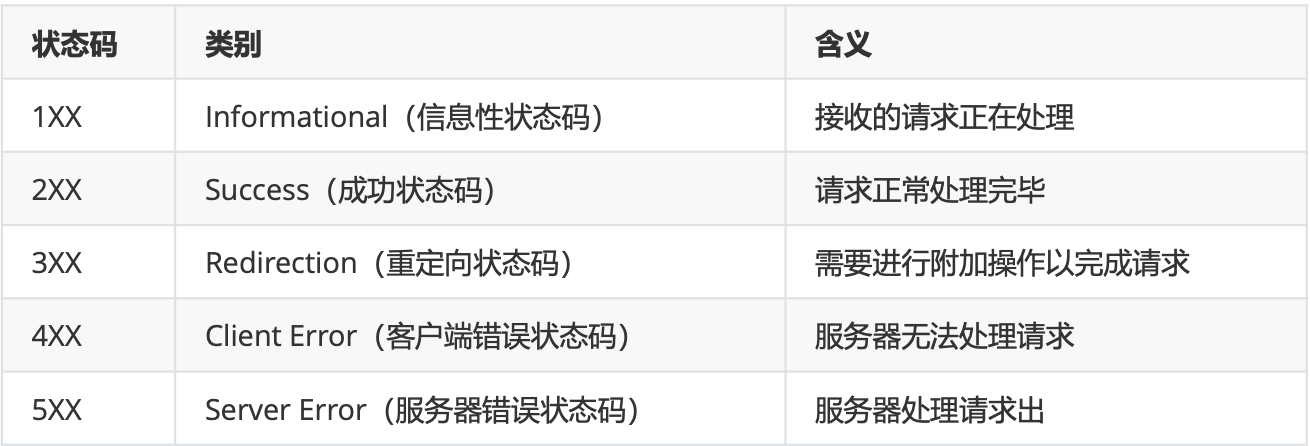 状态码 类别 含义
1XX Informational（信息性状态码） 接收的请求正在处理
2XX Success（成功状态码） 请求正常处理完毕
3XX Redirection（重定向状态码） 需要进行附加操作以完成请求
4XX Client Error（客户端错误状态码） 服务器无法处理请求
5XX Server Error（服务器错误状态码） 服务器处理请求出